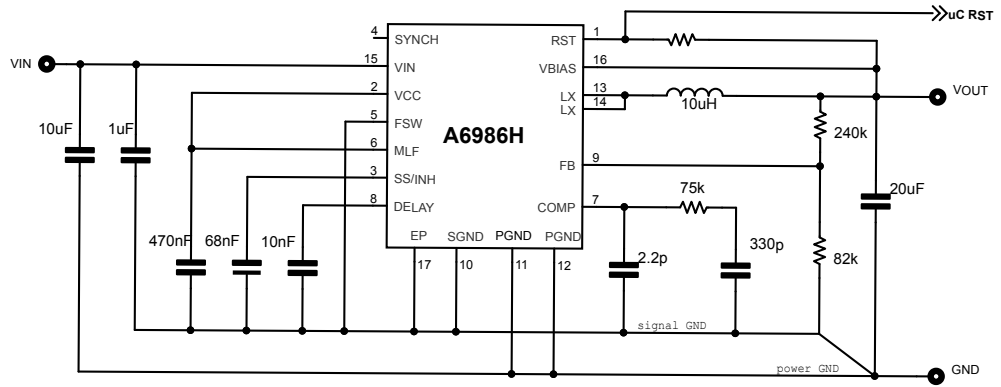 uC RST
4 SYNCH RST 1
VIN 15 VIN VBIAS 16
2 VCC LX 13
LX 14 10uH VOUT
10uF 1uF 5 FSW A6986H 240k
6 MLF FB 9
3 SS/INH 75k 20uF
8 DELAY COMP 7
470nF 68nF 10nF EP SGND PGND PGND 2.2p 330p 82k
17 10 11 12
signal GND
power GND GND